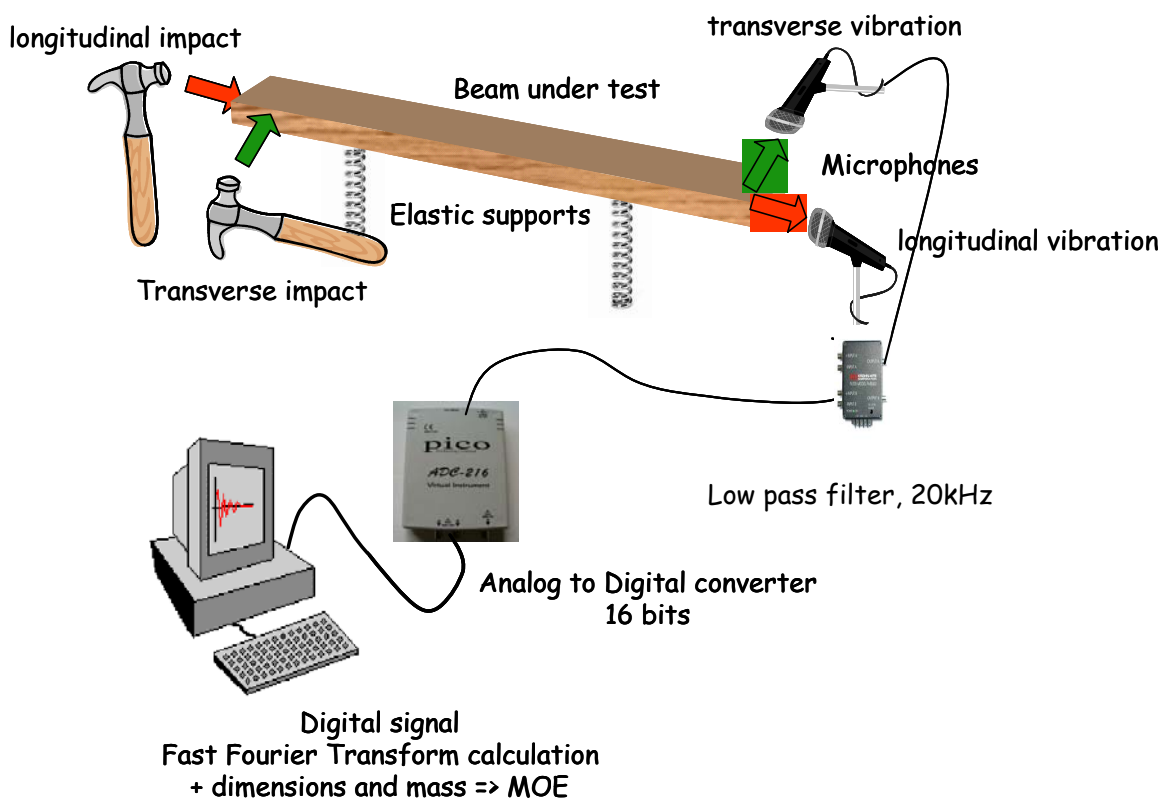 longitudinal impact
transverse vibration
Beam under test
Microphones
Elastic supports
longitudinal vibration
Transverse impact
pico
ADC-216
Virtual Instrument
Low pass filter, 20kHz
Analog to Digital converter
16 bits
Digital signal
Fast Fourier Transform calculation
+ dimensions and mass => MOE